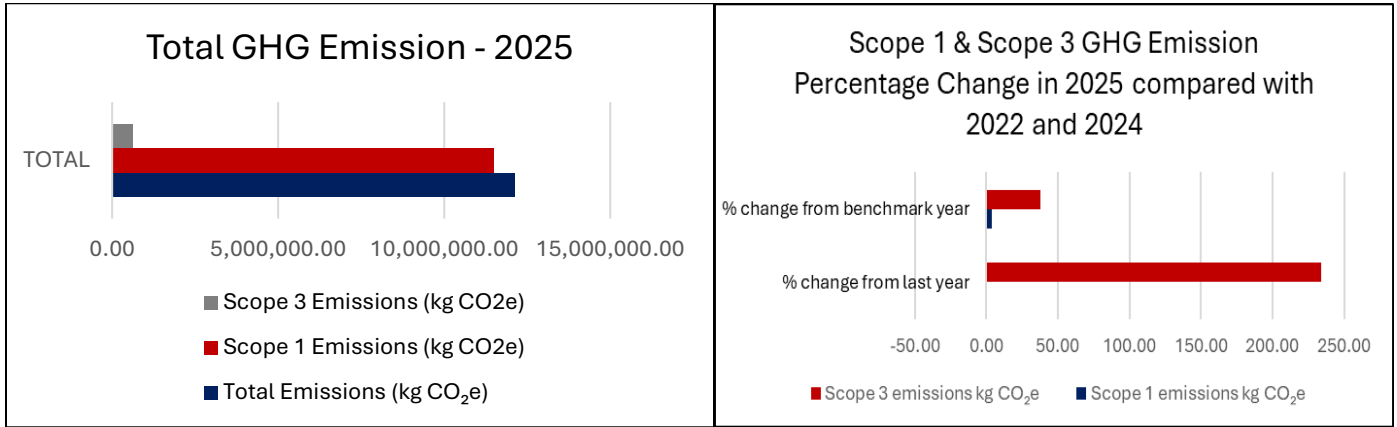 Total GHG Emission - 2025
TOTAL
0.00 5,000,000.00 10,000,000.00 15,000,000.00
Scope 3 Emissions (kg CO2e)
Scope 1 Emissions (kg CO2e)
Total Emissions (kg CO₂e)
Scope 1 & Scope 3 GHG Emission
Percentage Change in 2025 compared with
2022 and 2024
% change from benchmark year
% change from last year
-50.00 0.00 50.00 100.00 150.00 200.00 250.00
Scope 3 emissions kg CO₂e Scope 1 emissions kg CO₂e